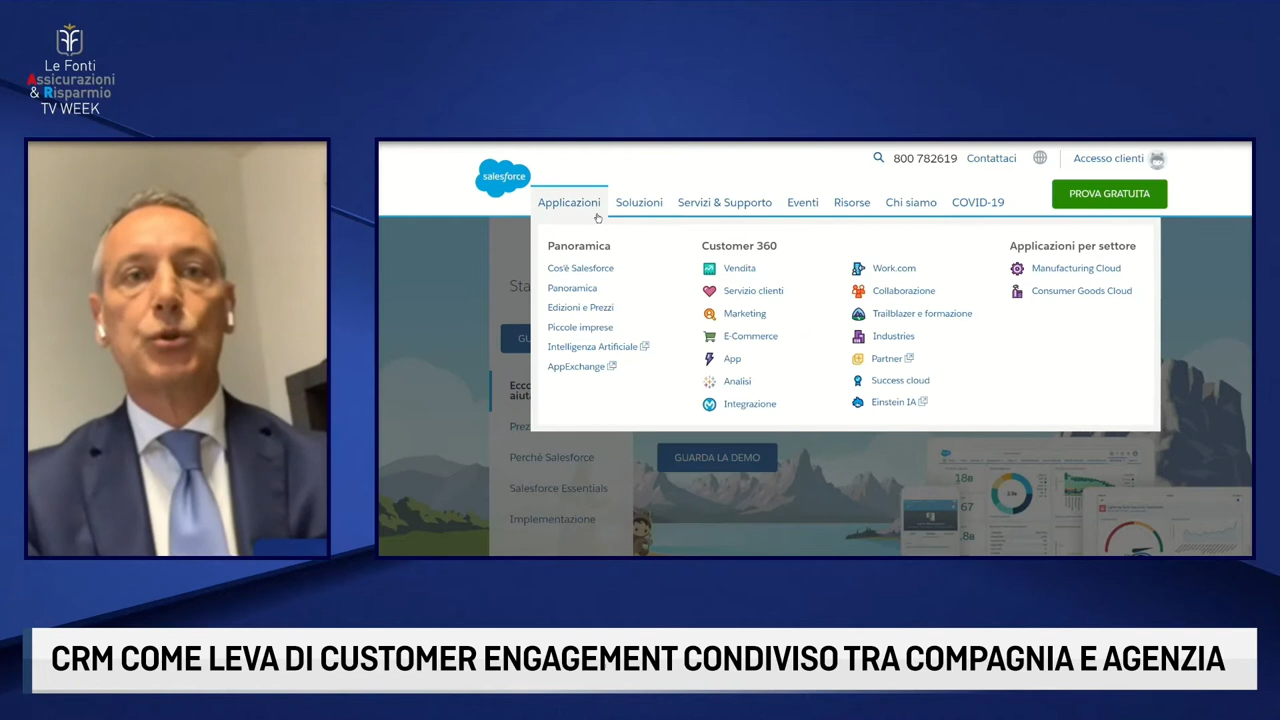 Le Fonti
Assicurazioni
& Risparmio
TV WEEK
salesforce
800 782619 Contattaci
Accesso clienti
PROVA GRATUITA
Applicazioni Soluzioni Servizi & Supporto Eventi Risorse Chi siamo COVID-19
Panoramica
Cos'è Salesforce
Panoramica
Edizioni e Prezzi
Piccole imprese
Intelligenza Artificiale
AppExchange
Customer 360
Vendita
Servizio clienti
Marketing
E-Commerce
App
Analisi
Integrazione
Work.com
Collaborazione
Trailblazer e formazione
Industries
Partner
Success cloud
Einstein IA
Applicazioni per settore
Manufacturing Cloud
Consumer Goods Cloud
Perché Salesforce
Salesforce Essentials
Implementazione
GUARDA LA DEMO
CRM COME LEVA DI CUSTOMER ENGAGEMENT CONDIVISO TRA COMPAGNIA E AGENZIA